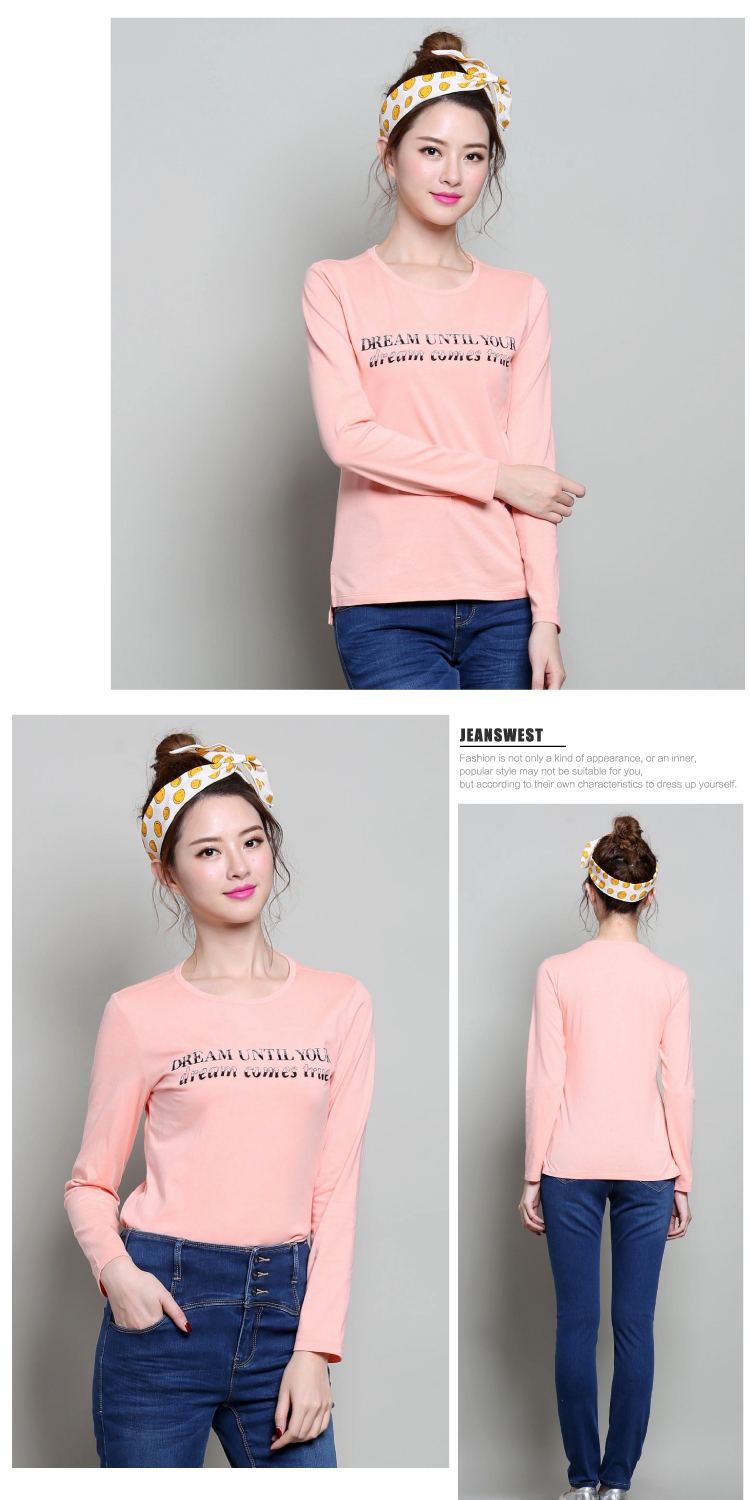 DREAM UNTIL YOUR
dream comes true
JEANSWEST
Fashion is not only a kind of appearance, or an inner,
popular style may not be suitable for you,
but according to their own characteristics to dress up yourself.
DREAM UNTIL YOUR
dream comes true